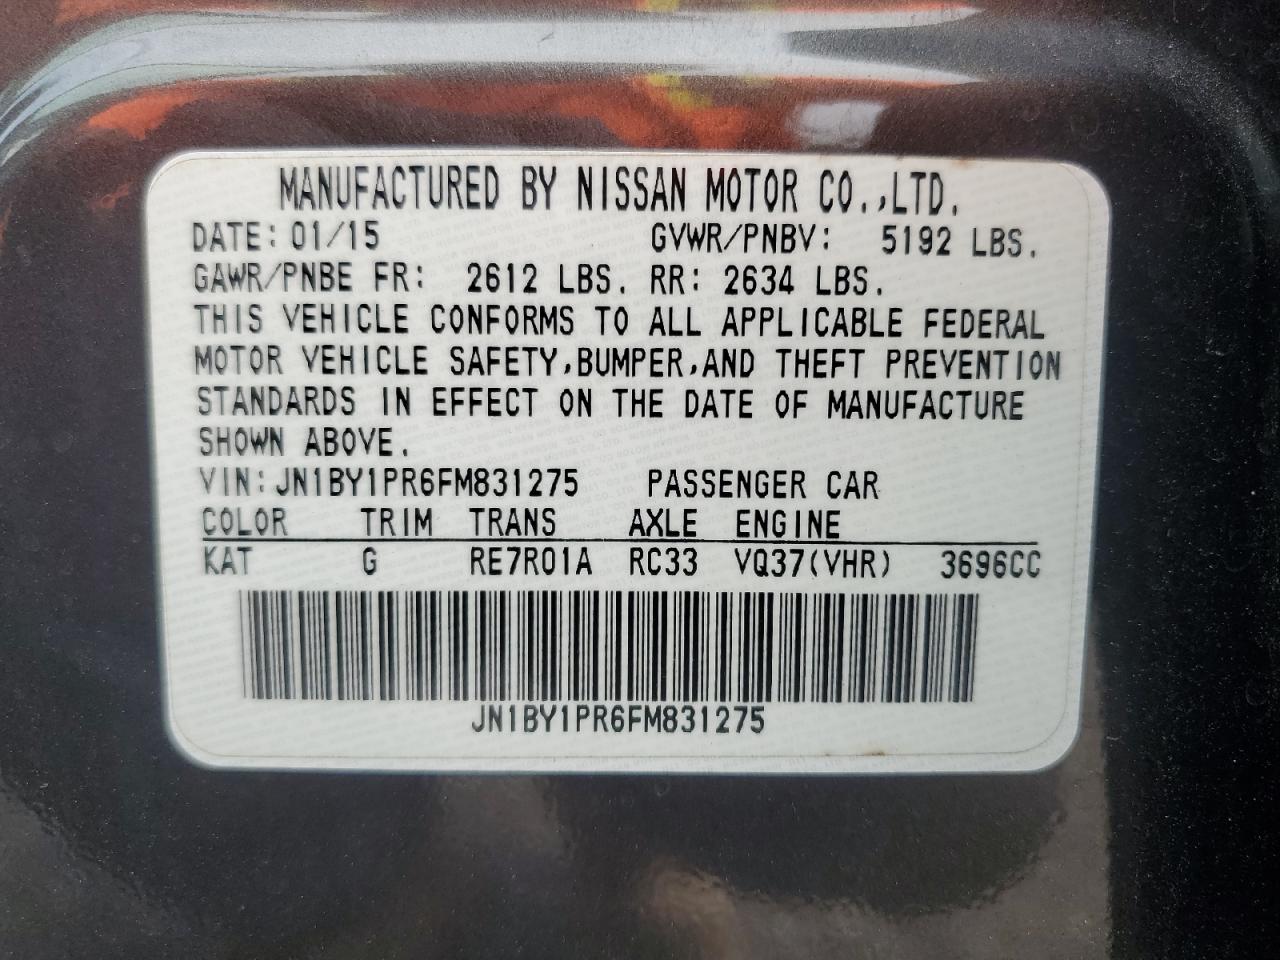 MANUFACTURED BY NISSAN MOTOR CO.,LTD.
DATE: 01/15 GVWR/PNBV: 5192 LBS.
GAWR/PNBE FR: 2612 LBS. RR: 2634 LBS.
THIS VEHICLE CONFORMS TO ALL APPLICABLE FEDERAL
MOTOR VEHICLE SAFETY,BUMPER,AND THEFT PREVENTION
STANDARDS IN EFFECT ON THE DATE OF MANUFACTURE
SHOWN ABOVE.
VIN:JN1BY1PR6FM831275 PASSENGER CAR
COLOR TRIM TRANS AXLE ENGINE
KAT G RE7R01A RC33 VQ37(VHR) 3696CC
JN1BY1PR6FM831275